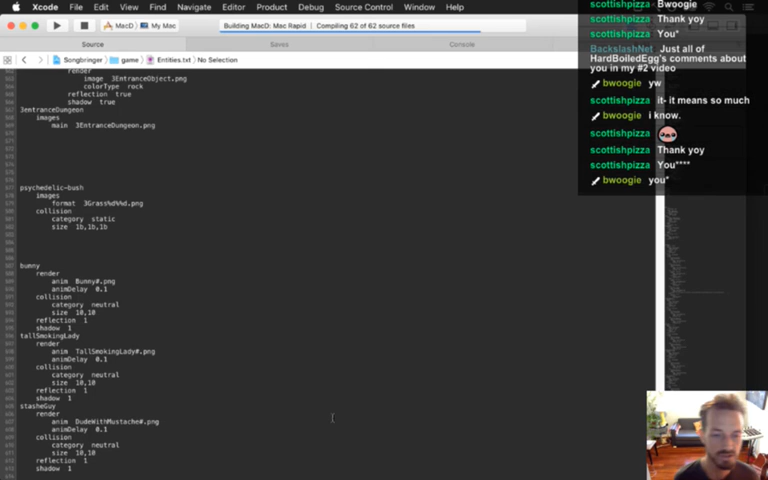 Xcode File Edit View Find Navigate Editor Product Debug Source Control Window Help
MacD: My Mac
Building MacD: Mac Rapid | Compiling 62 of 62 source files
Source Saves Console
Songbringer game Entities.txt No Selection
render
image 3EntranceObject.png
colorType rock
reflection true
shadow true
3entranceDungeon
images
main 3EntranceDungeon.png
psychedelic-bush
images
format 3Grass%d%%d.png
collision
category static
size 1b,1b,1b
bunny
render
anim Bunny#.png
animDelay 0.1
collision
category neutral
size 10,10
reflection 1
shadow 1
tallSmokingLady
render
anim TallSmokingLady#.png
animDelay 0.1
collision
category neutral
size 10,10
reflection 1
shadow 1
stasheGuy
render
anim DudeWithMustache#.png
animDelay 0.1
collision
category neutral
size 10,10
reflection 1
shadow 1
scottishpizza Bwoogie
scottishpizza Thank yoy
scottishpizza You*
BackslashNet Just all of
HardBoiledEgg's comments about
you in my #2 video
bwoogie yw
scottishpizza it- it means so much
bwoogie i know.
scottishpizza
scottishpizza Thank yoy
scottishpizza You****
bwoogie you*